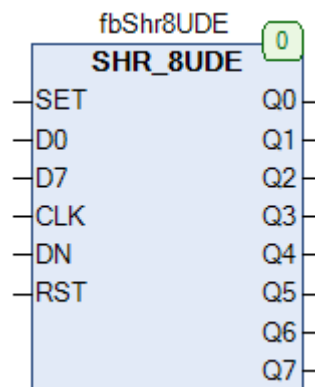 fbShr8UDE
0
SHR_8UDE
SET Q0
D0 Q1
D7 Q2
CLK Q3
DN Q4
RST Q5
Q6
Q7